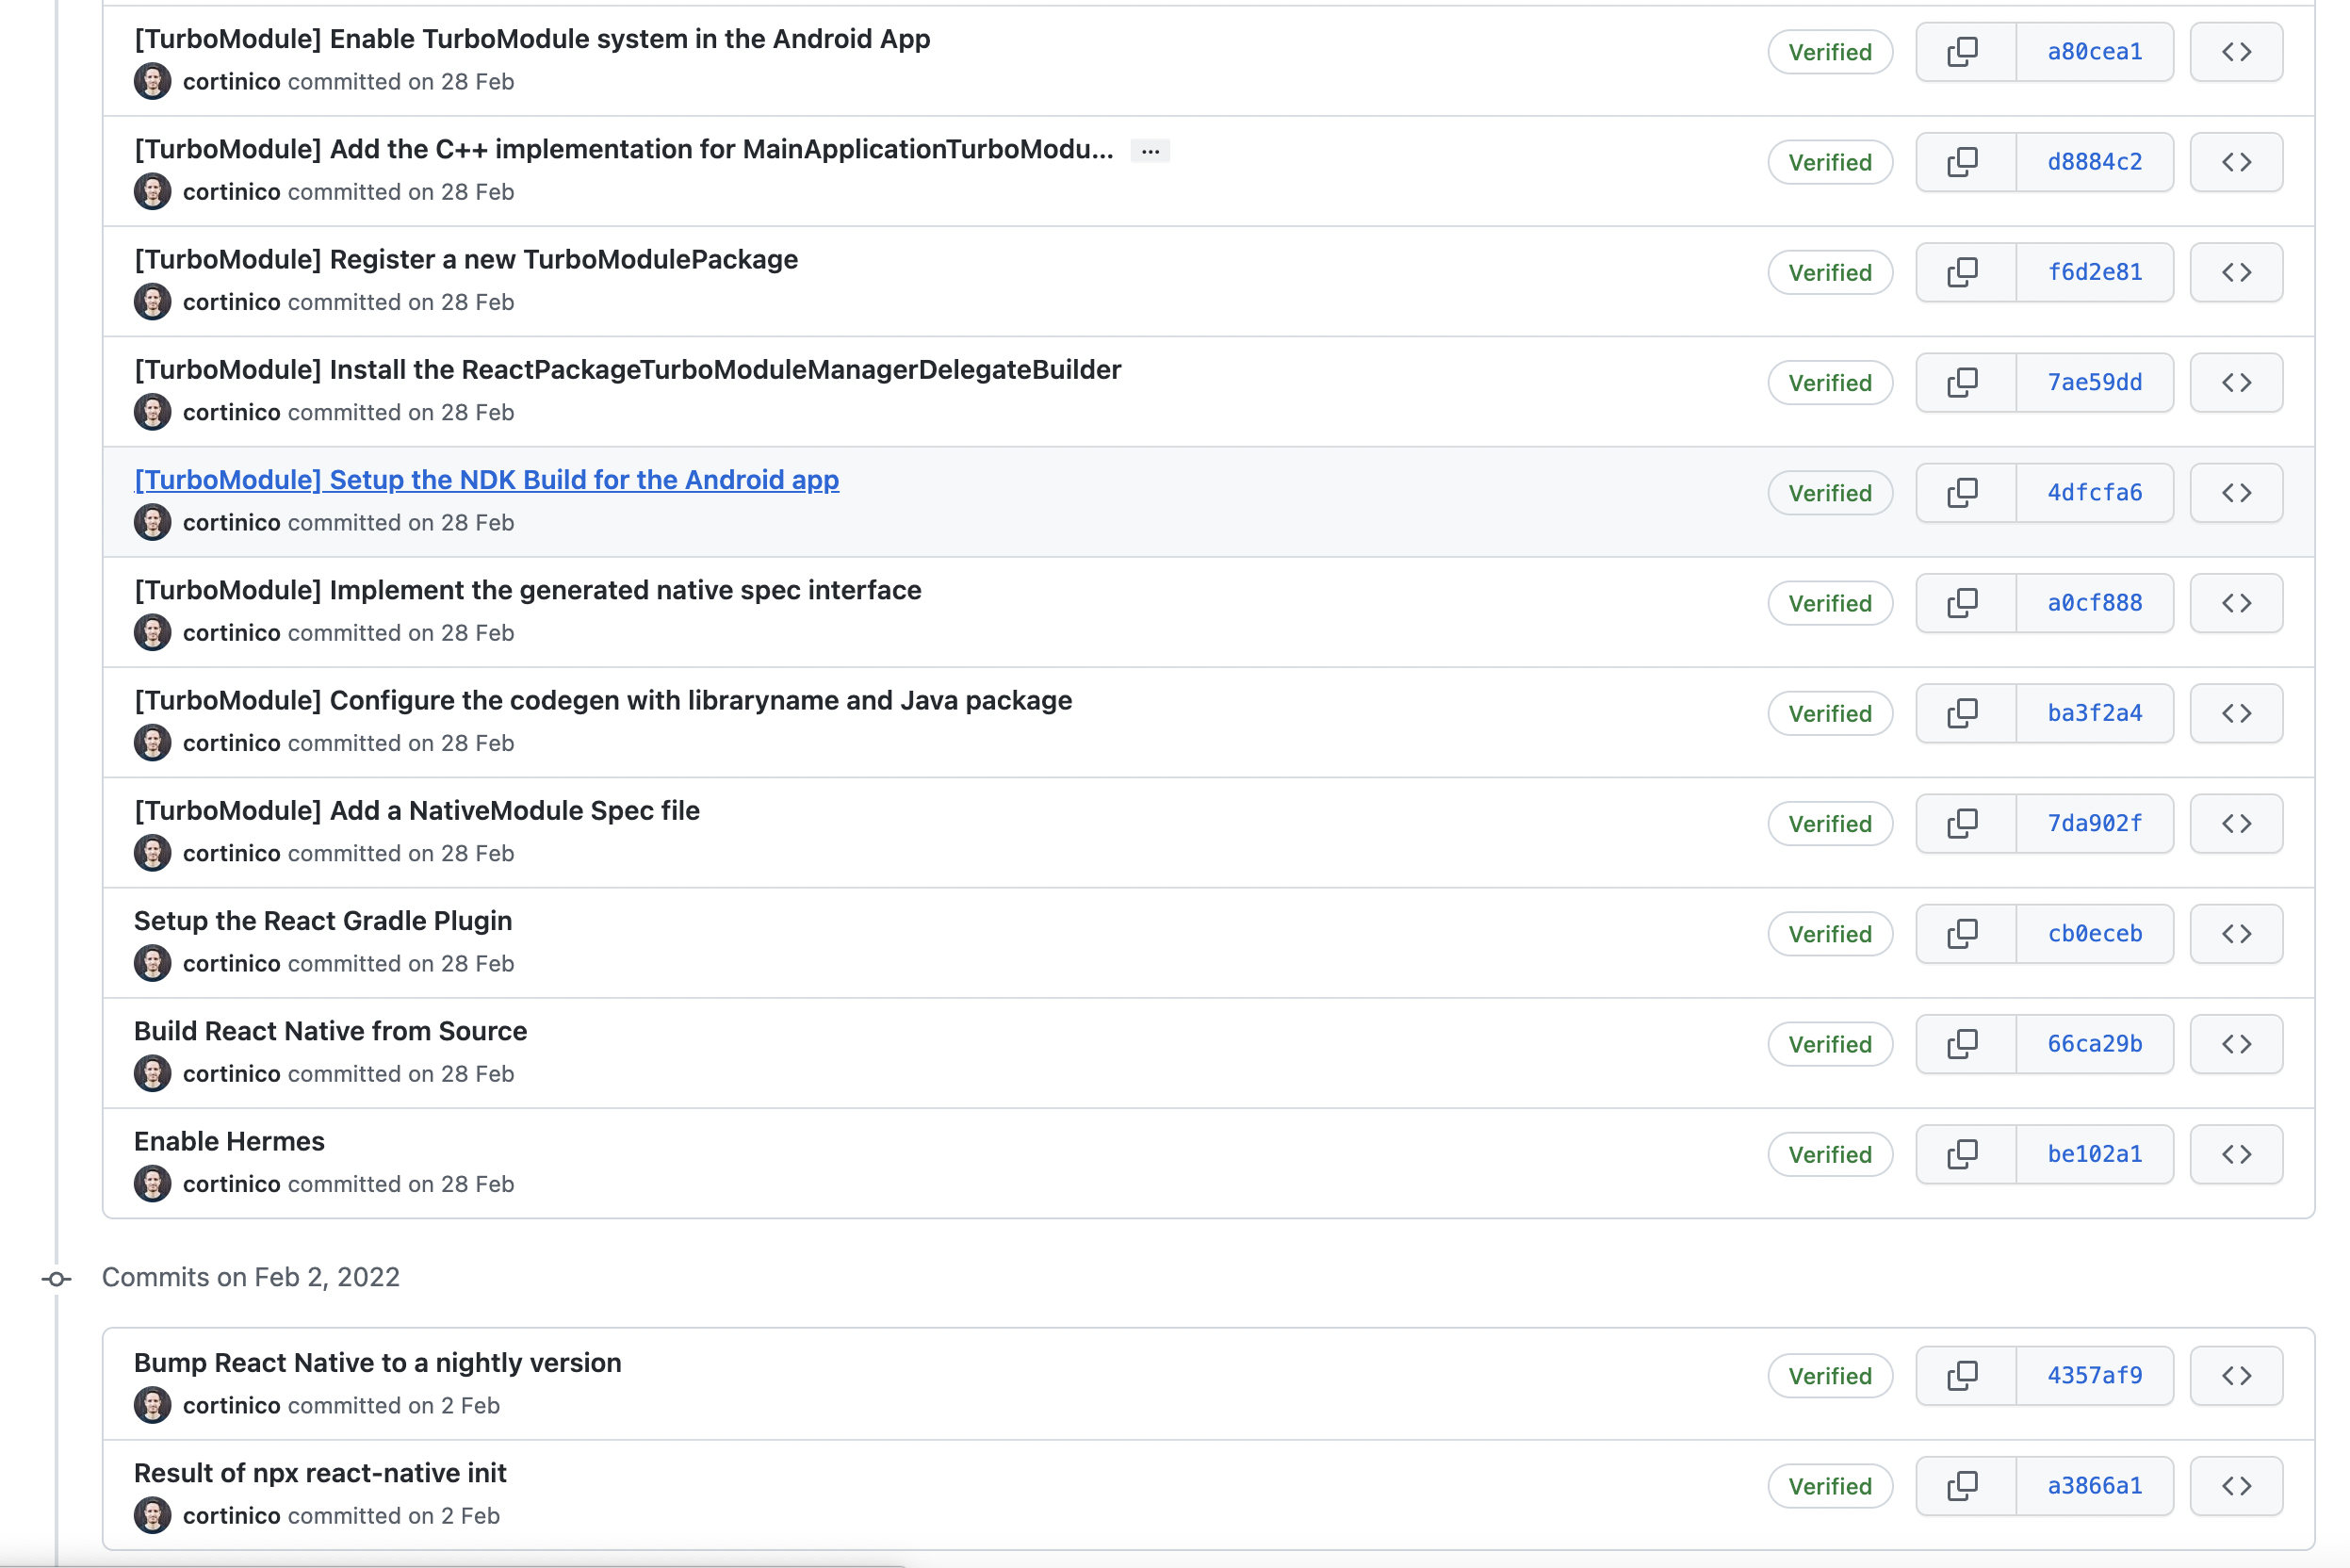 [TurboModule] Enable TurboModule system in the Android App
Verified
a80cea1
cortinico committed on 28 Feb
[TurboModule] Add the C++ implementation for MainApplicationTurboModu... ...
Verified
d8884c2
cortinico committed on 28 Feb
[TurboModule] Register a new TurboModulePackage
Verified
f6d2e81
cortinico committed on 28 Feb
[TurboModule] Install the ReactPackageTurboModuleManagerDelegateBuilder
Verified
7ae59dd
cortinico committed on 28 Feb
[TurboModule] Setup the NDK Build for the Android app
Verified
4dfcfa6
cortinico committed on 28 Feb
[TurboModule] Implement the generated native spec interface
Verified
a0cf888
cortinico committed on 28 Feb
[TurboModule] Configure the codegen with libraryname and Java package
Verified
ba3f2a4
cortinico committed on 28 Feb
[TurboModule] Add a NativeModule Spec file
Verified
7da902f
cortinico committed on 28 Feb
Setup the React Gradle Plugin
Verified
cb0eceb
cortinico committed on 28 Feb
Build React Native from Source
Verified
66ca29b
cortinico committed on 28 Feb
Enable Hermes
Verified
be102a1
cortinico committed on 28 Feb
Commits on Feb 2, 2022
Bump React Native to a nightly version
Verified
4357af9
cortinico committed on 2 Feb
Result of npx react-native init
Verified
a3866a1
cortinico committed on 2 Feb